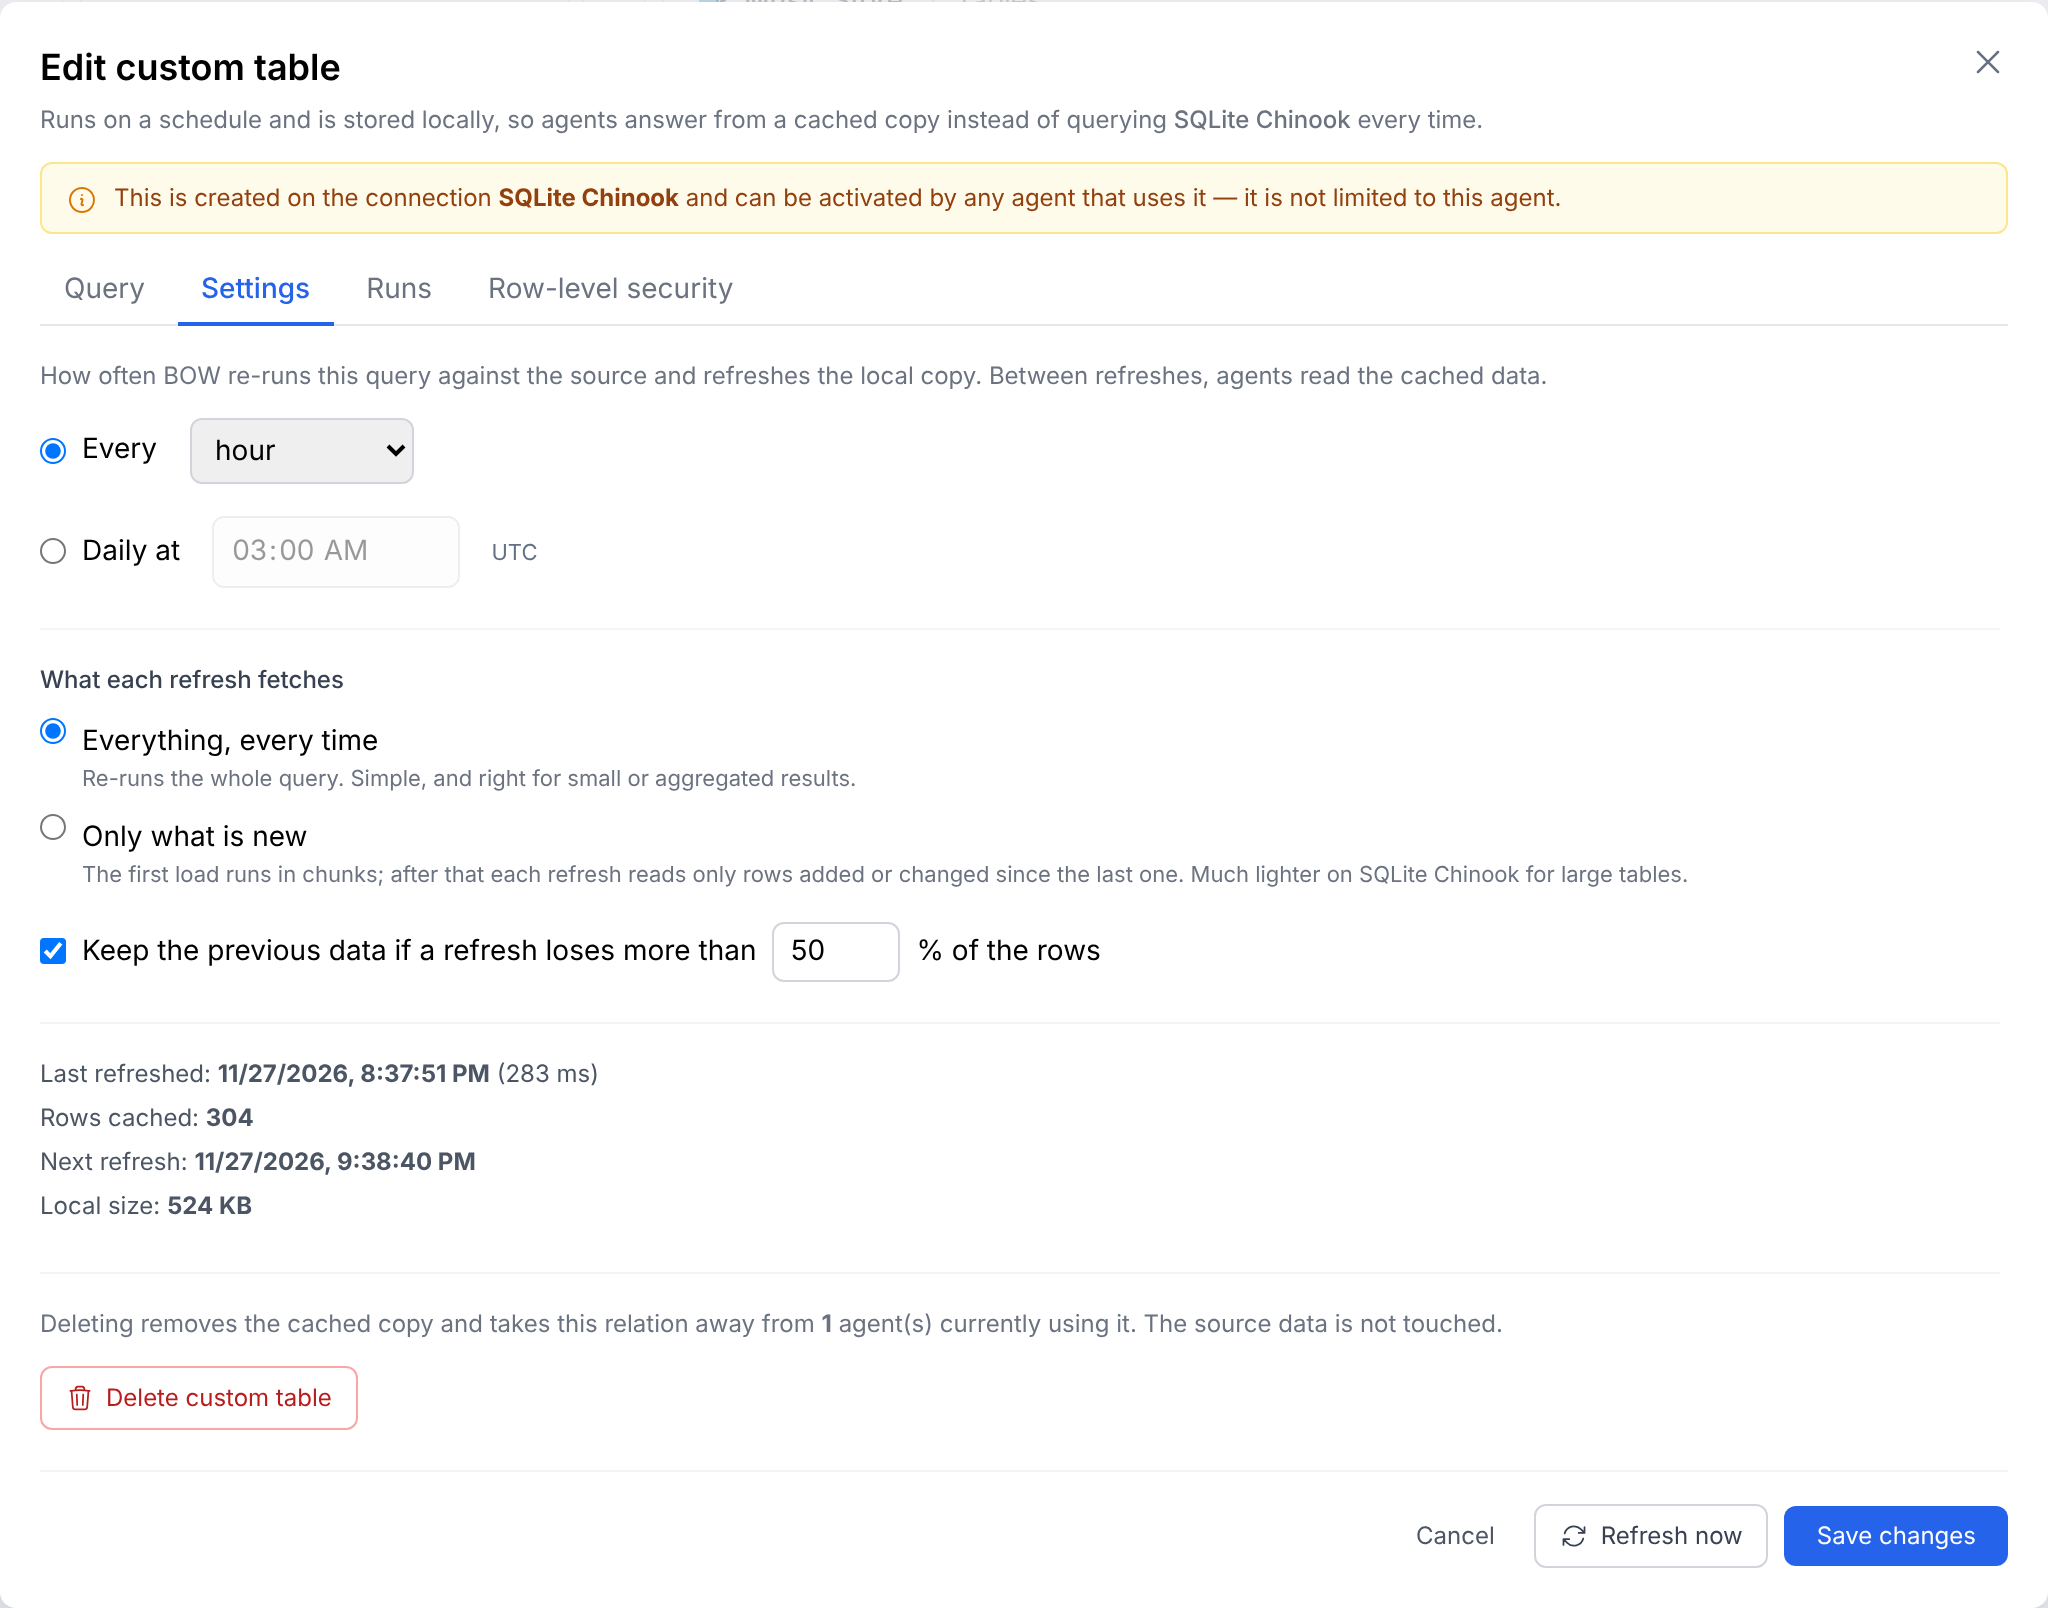 Edit custom table
Runs on a schedule and is stored locally, so agents answer from a cached copy instead of querying SQLite Chinook every time.
This is created on the connection SQLite Chinook and can be activated by any agent that uses it — it is not limited to this agent.
Query Settings Runs Row-level security
How often BOW re-runs this query against the source and refreshes the local copy. Between refreshes, agents read the cached data.
Every hour
Daily at 03:00 AM UTC
What each refresh fetches
Everything, every time
Re-runs the whole query. Simple, and right for small or aggregated results.
Only what is new
The first load runs in chunks; after that each refresh reads only rows added or changed since the last one. Much lighter on SQLite Chinook for large tables.
Keep the previous data if a refresh loses more than 50 % of the rows
Last refreshed: 11/27/2026, 8:37:51 PM (283 ms)
Rows cached: 304
Next refresh: 11/27/2026, 9:38:40 PM
Local size: 524 KB
Deleting removes the cached copy and takes this relation away from 1 agent(s) currently using it. The source data is not touched.
Delete custom table
Cancel Refresh now Save changes